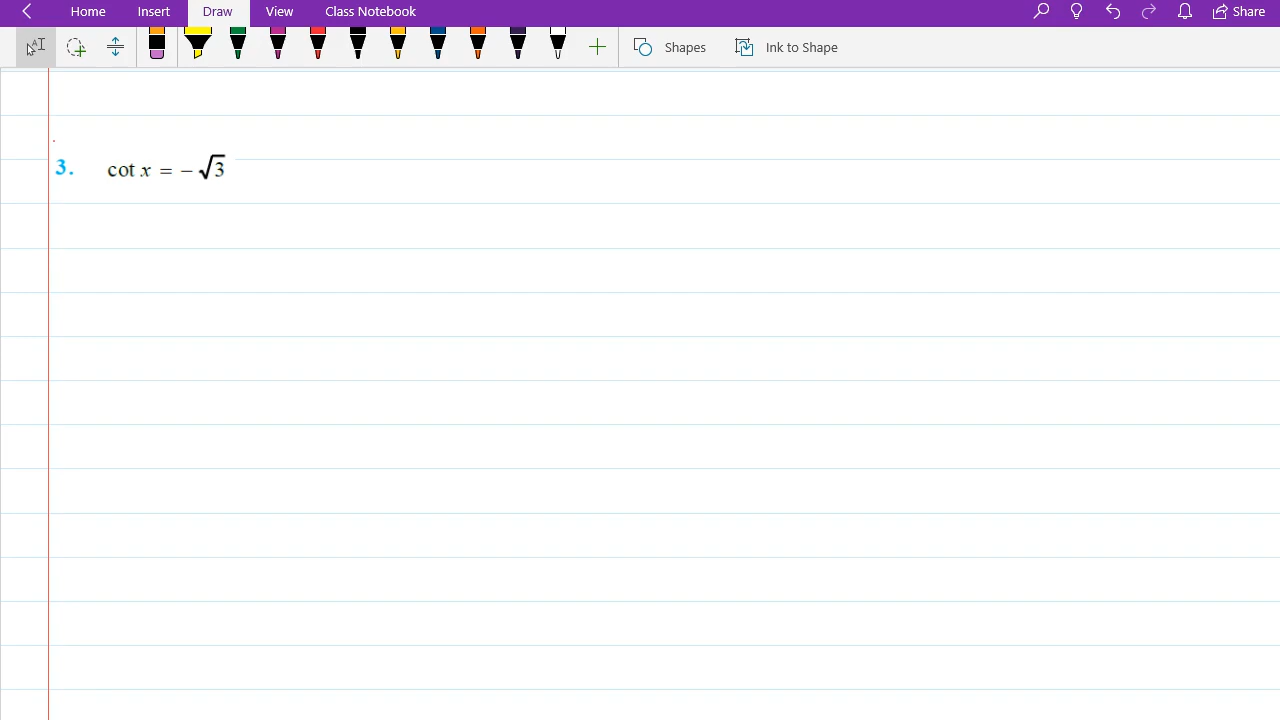 Home Insert Draw View Class Notebook Share
Shapes Ink to Shape
3. cot x = − √3